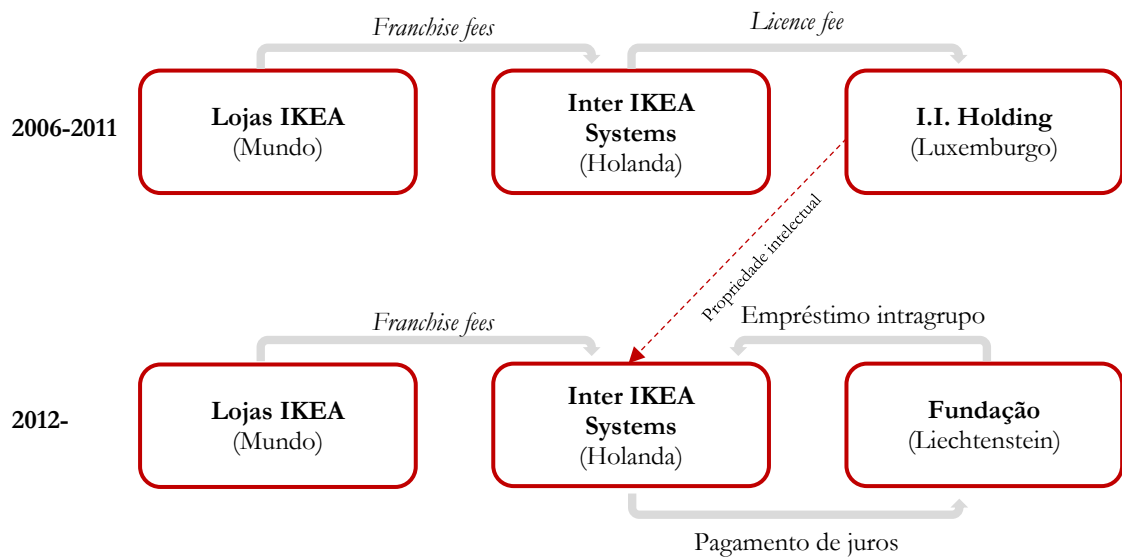 Franchise fees
Licence fee
2006-2011
Lojas IKEA
(Mundo)
Inter IKEA
Systems
(Holanda)
I.I. Holding
(Luxemburgo)
Propriedade intelectual
Franchise fees
Empréstimo intragrupo
2012-
Lojas IKEA
(Mundo)
Inter IKEA
Systems
(Holanda)
Fundação
(Liechtenstein)
Pagamento de juros